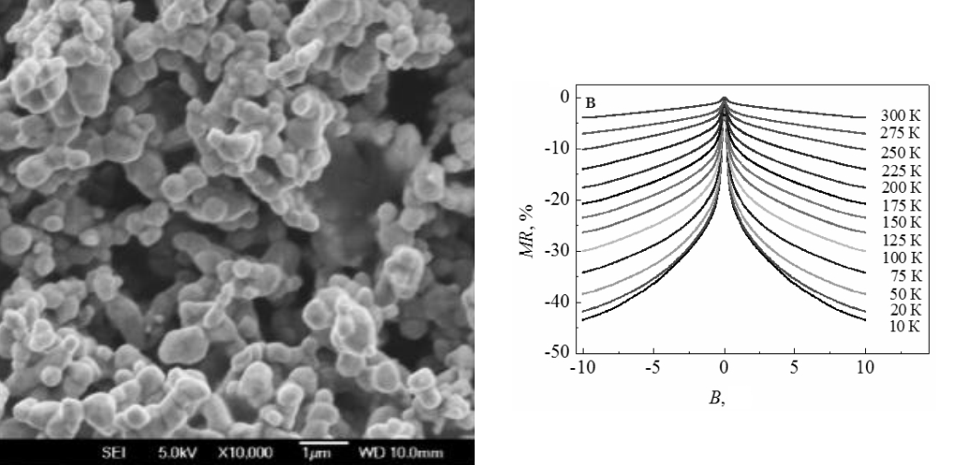 SEI 5.0kV X10,000 1μm WD 10.0mm
B
0
-10
-20
-30
-40
-50
MR, %
300 K
275 K
250 K
225 K
200 K
175 K
150 K
125 K
100 K
75 K
50 K
20 K
10 K
-10 -5 0 5 10
B,